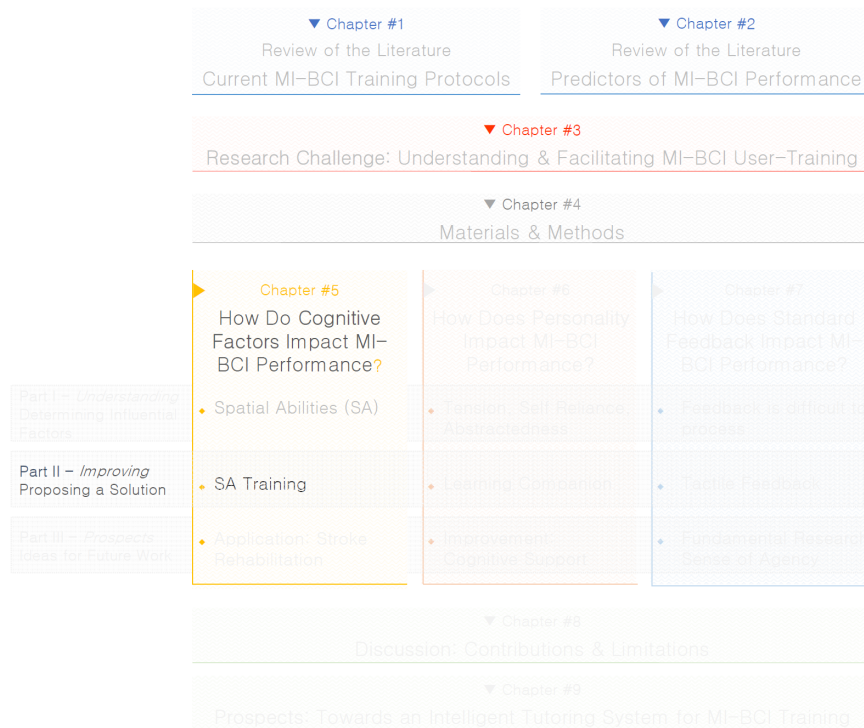 ▼ Chapter #1
Review of the Literature
Current MI-BCI Training Protocols
▼ Chapter #2
Review of the Literature
Predictors of MI-BCI Performance
▼ Chapter #3
Research Challenge: Understanding & Facilitating MI-BCI User-Training
▼ Chapter #4
Materials & Methods
Chapter #5
How Do Cognitive
Factors Impact MI-
BCI Performance?
Chapter #6
How Does Personality
Impact MI-BCI
Performance?
Chapter #7
How Does Standard
Feedback Impact MI-
BCI Performance?
Part I - Understanding
Determining Influential
Factors
Spatial Abilities (SA)
Tension, Self Reliance,
Abstractedness
Feedback is difficult to
process
Part II - Improving
Proposing a Solution
SA Training
Learning Companion
Tactile Feedback
Part III - Prospects
Ideas for Future Work
Application: Stroke
Rehabilitation
Improvement:
Cognitive Support
Fundamental Research
Sense of Agency
▼ Chapter #8
Discussion: Contributions & Limitations
▼ Chapter #9
Prospects: Towards an Intelligent Tutoring System for MI-BCI Training